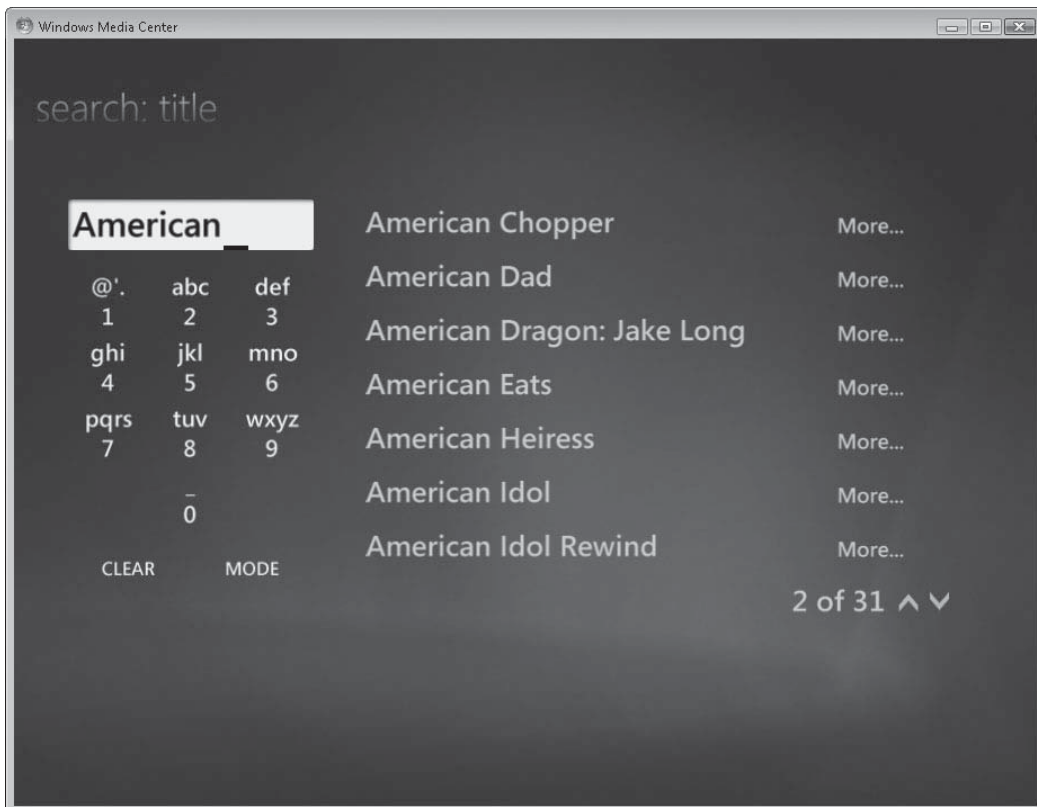 Windows Media Center
search: title
American_
American Chopper More...
American Dad More...
American Dragon: Jake Long More...
American Eats More...
American Heiress More...
American Idol More...
American Idol Rewind More...
2 of 31
@'. abc def
1 2 3
ghi jkl mno
4 5 6
pqrs tuv wxyz
7 8 9
_
0
CLEAR MODE